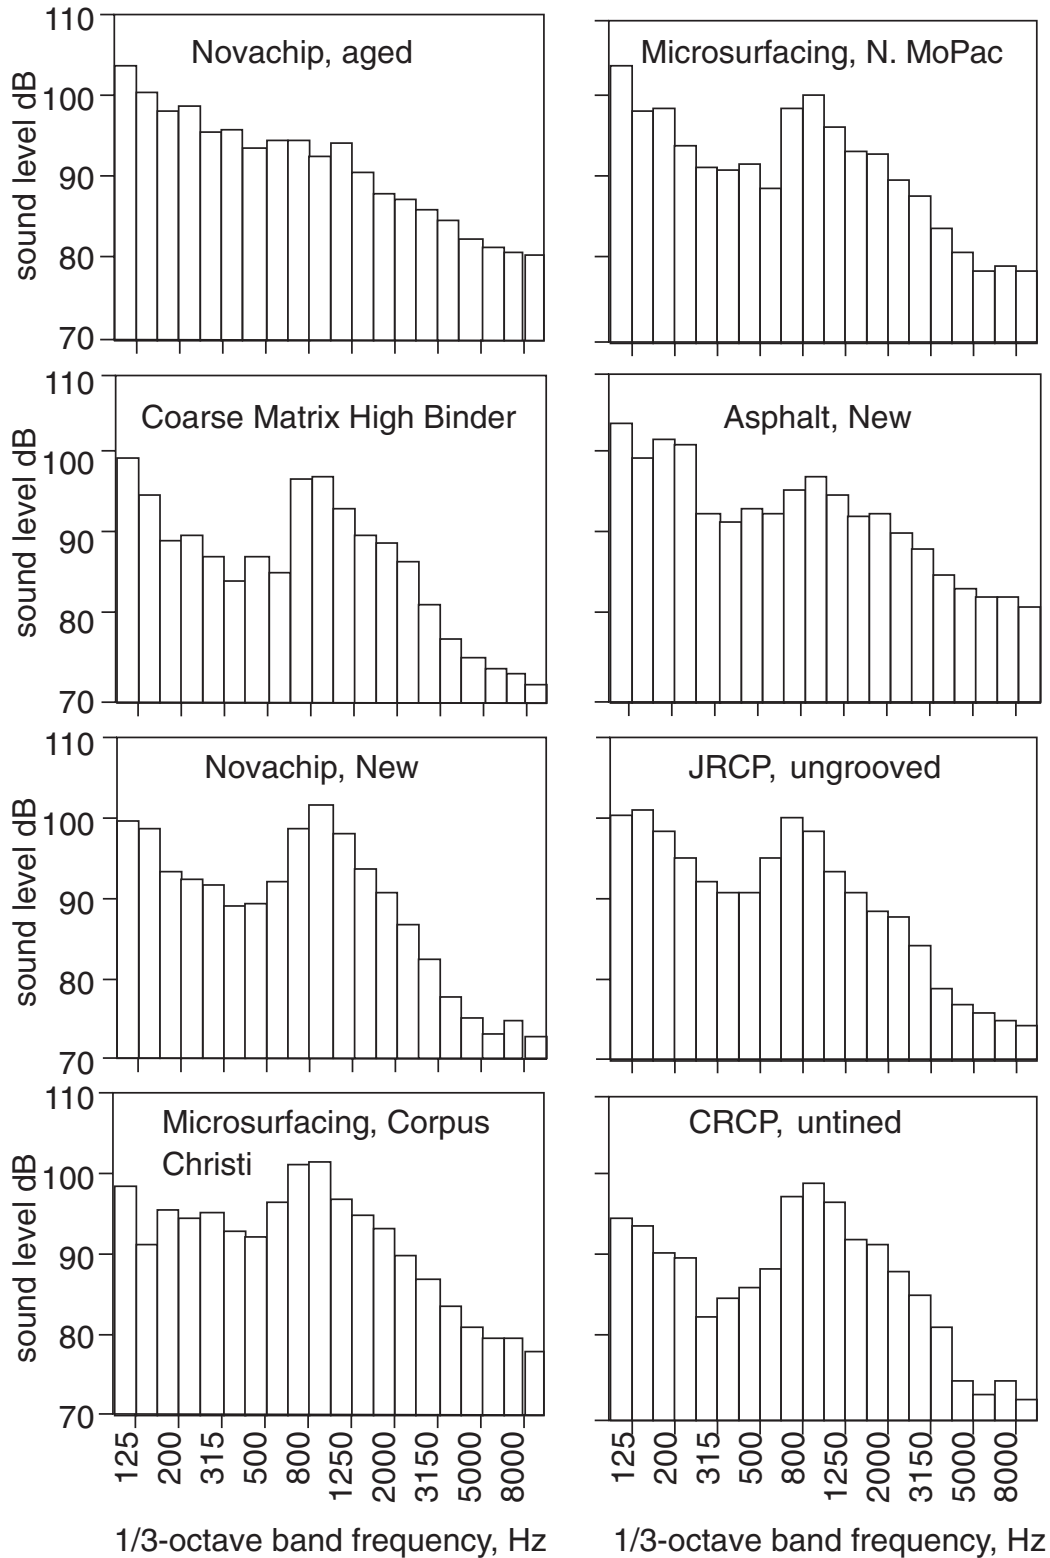 Novachip, aged
sound level dB
110
100
90
80
70
Microsurfacing, N. MoPac
Coarse Matrix High Binder
sound level dB
110
100
90
80
70
Asphalt, New
Novachip, New
sound level dB
110
100
90
80
70
JRCP, ungrooved
Microsurfacing, Corpus
Christi
sound level dB
110
100
90
80
70
125 200 315 500 800 1250 2000 3150 5000 8000
1/3-octave band frequency, Hz
CRCP, untined
125 200 315 500 800 1250 2000 3150 5000 8000
1/3-octave band frequency, Hz